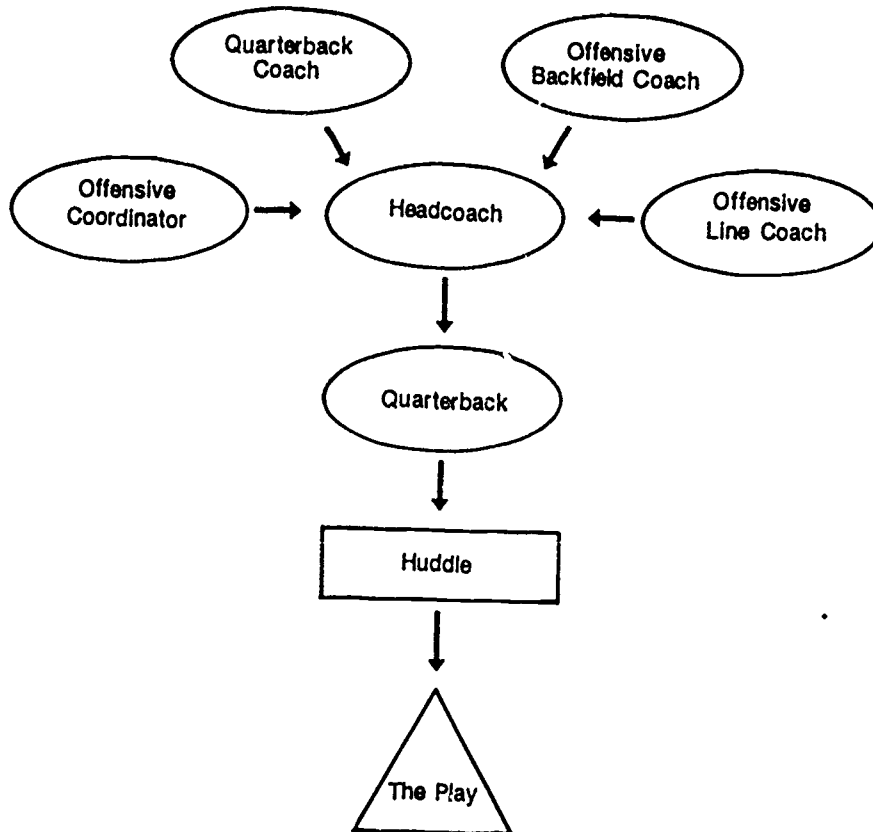 Quarterback
Coach
Offensive
Backfield Coach
Offensive
Coordinator
Headcoach
Offensive
Line Coach
Quarterback
Huddle
The Play